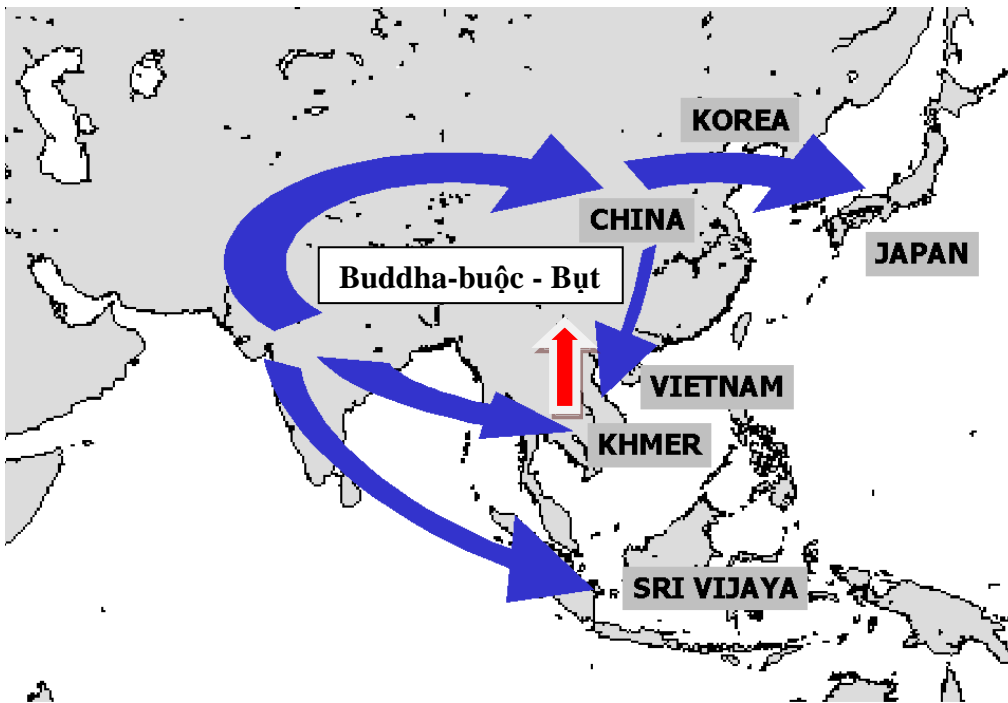 KOREA
CHINA
JAPAN
Buddha-buộc - Bụt
VIETNAM
KHMER
SRI VIJAYA